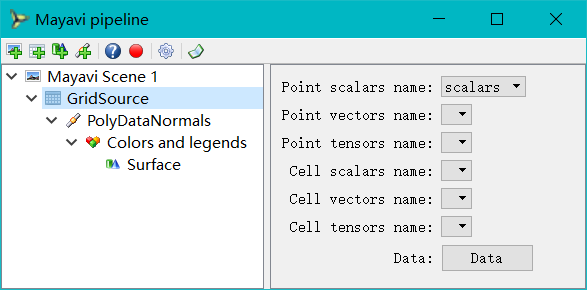 Mayavi pipeline
Mayavi Scene 1
GridSource
PolyDataNormals
Colors and legends
Surface
Point scalars name: scalars
Point vectors name:
Point tensors name:
Cell scalars name:
Cell vectors name:
Cell tensors name:
Data: Data